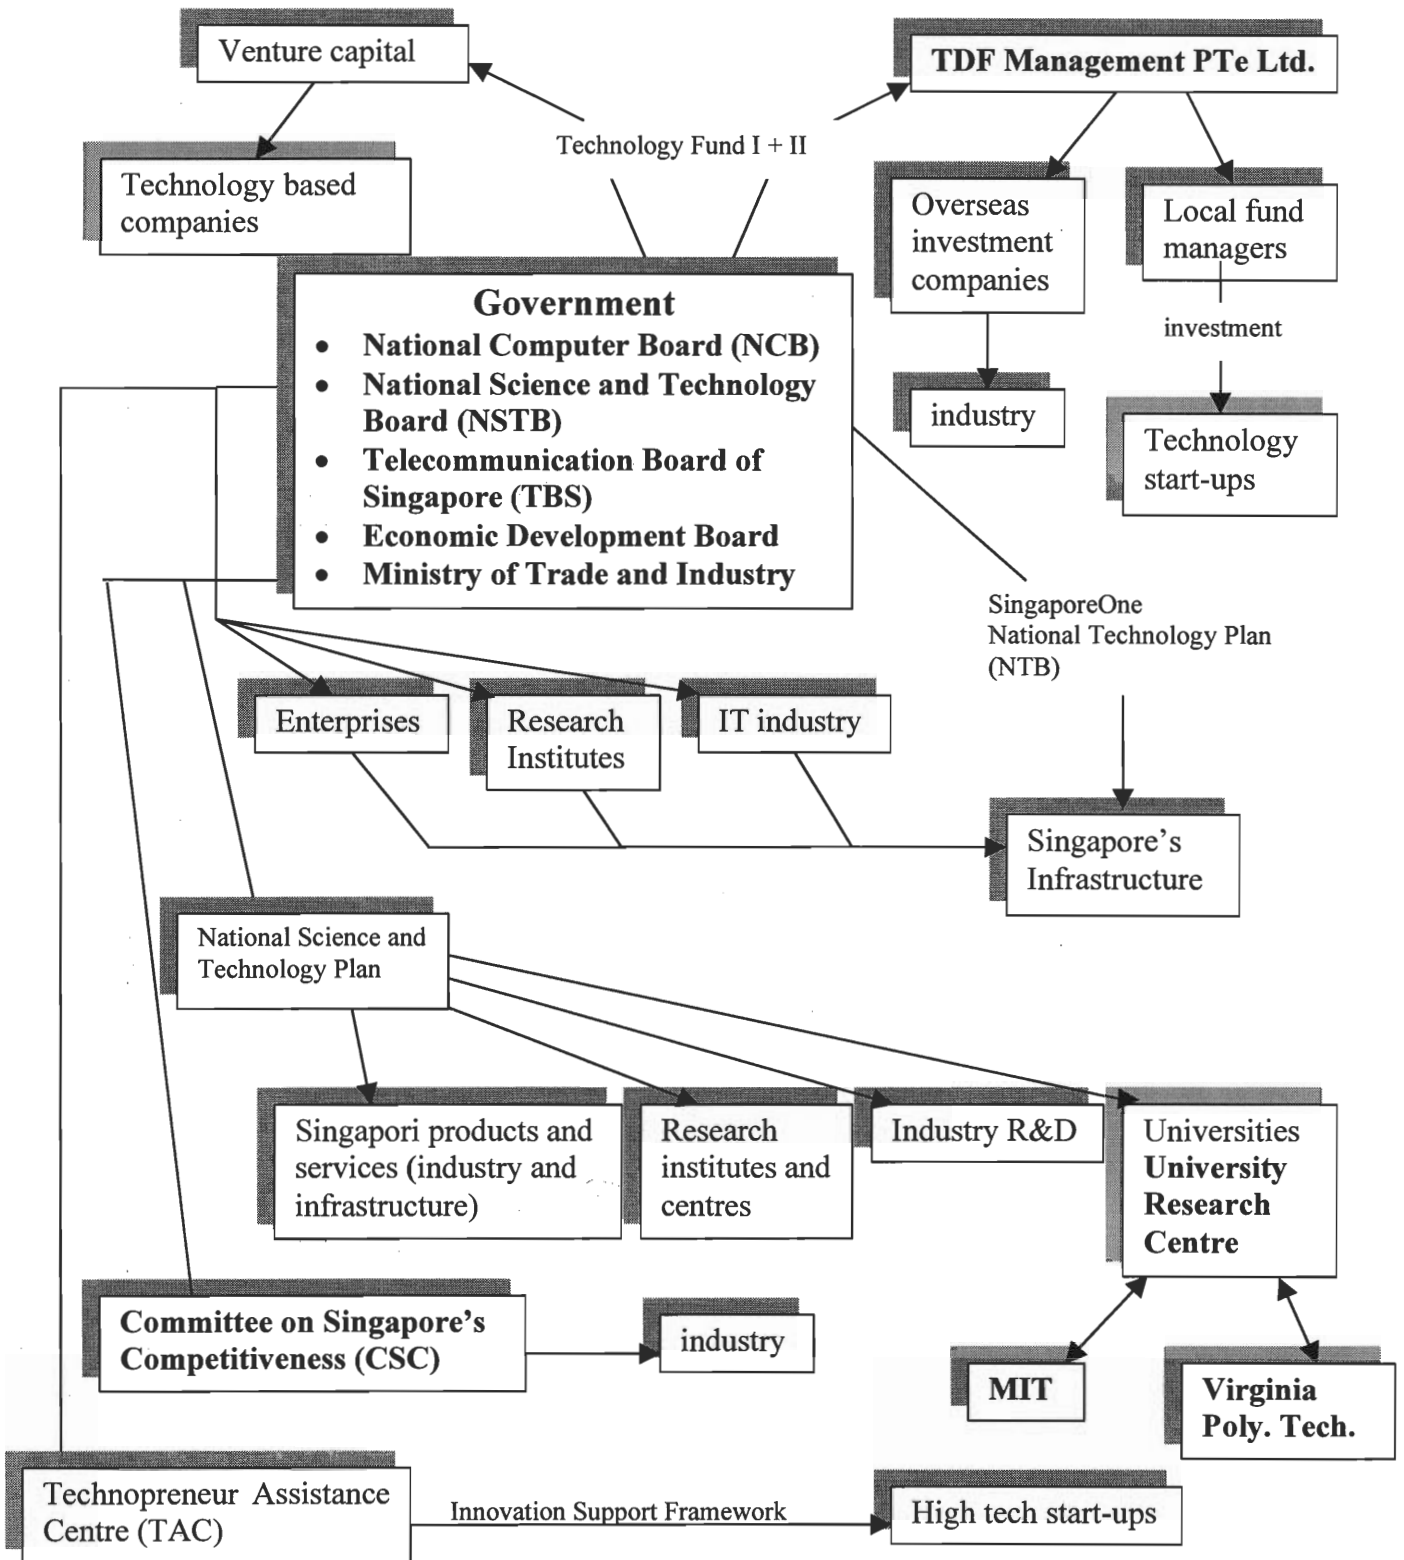 Venture capital
TDF Management PTe Ltd.
Technology Fund I + II
Technology based
companies
Overseas
investment
companies
Local fund
managers
investment
industry
Technology
start-ups
Government
• National Computer Board (NCB)
• National Science and Technology
Board (NSTB)
• Telecommunication Board of
Singapore (TBS)
• Economic Development Board
• Ministry of Trade and Industry
SingaporeOne
National Technology Plan
(NTB)
Enterprises
Research
Institutes
IT industry
Singapore's
Infrastructure
National Science and
Technology Plan
Singapori products and
services (industry and
infrastructure)
Research
institutes and
centres
Industry R&D
Universities
University
Research
Centre
Committee on Singapore's
Competitiveness (CSC)
industry
MIT
Virginia
Poly. Tech.
Technopreneur Assistance
Centre (TAC)
Innovation Support Framework
High tech start-ups